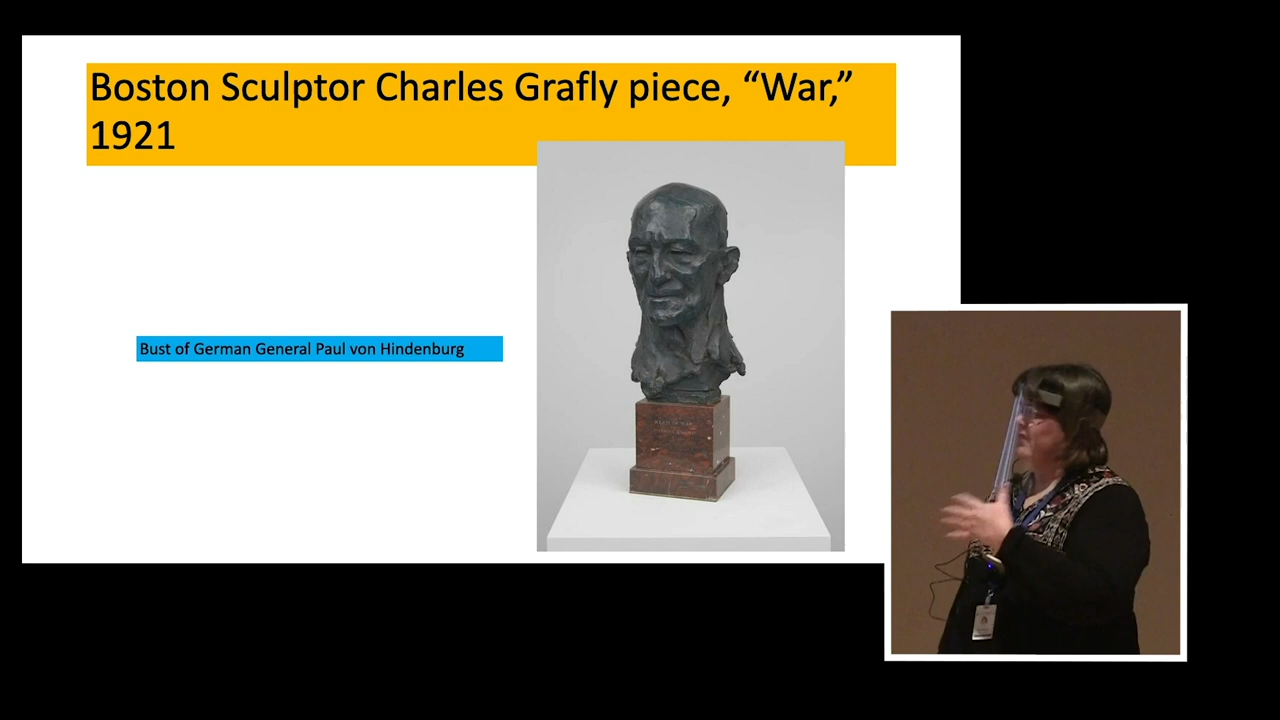 Boston Sculptor Charles Grafly piece, “War,”
1921
Bust of German General Paul von Hindenburg